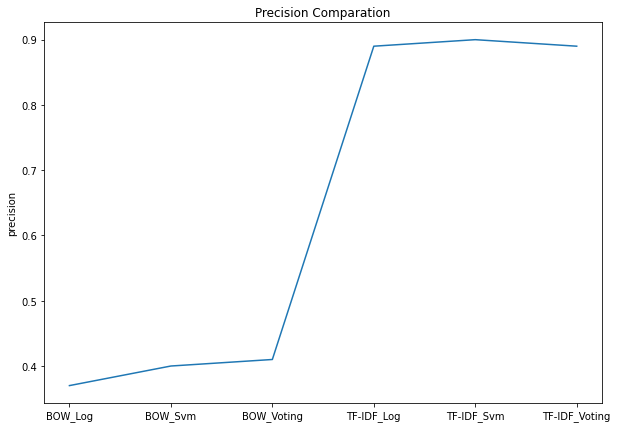 Precision Comparation
0.9
0.8
0.7
0.6
0.5
0.4
precision
BOW_Log BOW_Svm BOW_Voting TF-IDF_Log TF-IDF_Svm TF-IDF_Voting